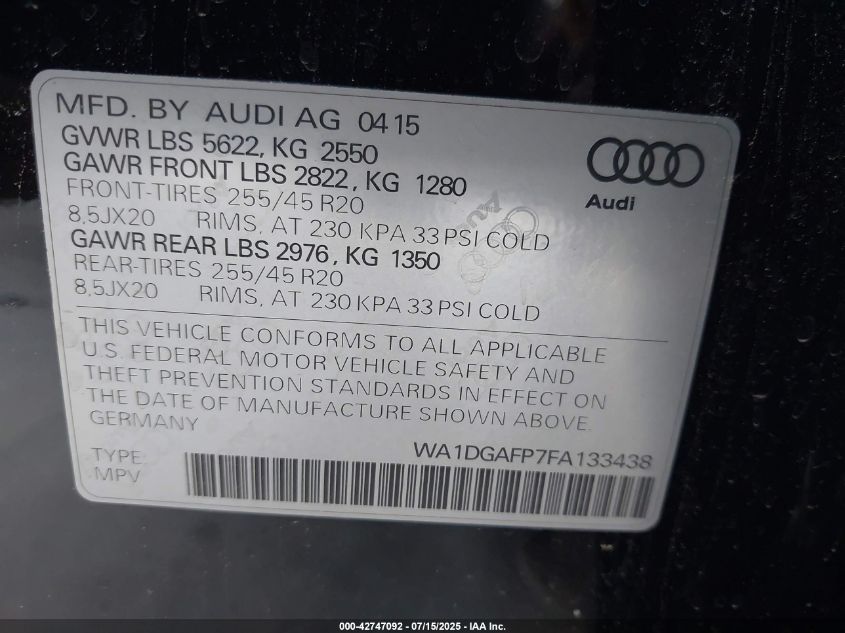 MFD. BY AUDI AG 04 15
GVWR LBS 5622, KG 2550
GAWR FRONT LBS 2822, KG 1280
FRONT-TIRES 255/45 R20
8,5JX20 RIMS, AT 230 KPA 33 PSI COLD
GAWR REAR LBS 2976, KG 1350
REAR-TIRES 255/45 R20
8,5JX20 RIMS, AT 230 KPA 33 PSI COLD
Audi
THIS VEHICLE CONFORMS TO ALL APPLICABLE
U.S. FEDERAL MOTOR VEHICLE SAFETY AND
THEFT PREVENTION STANDARDS IN EFFECT ON
THE DATE OF MANUFACTURE SHOWN ABOVE.
GERMANY
WA1DGAFP7FA133438
TYPE:
MPV
000-42747092 - 07/15/2025 - IAA Inc.